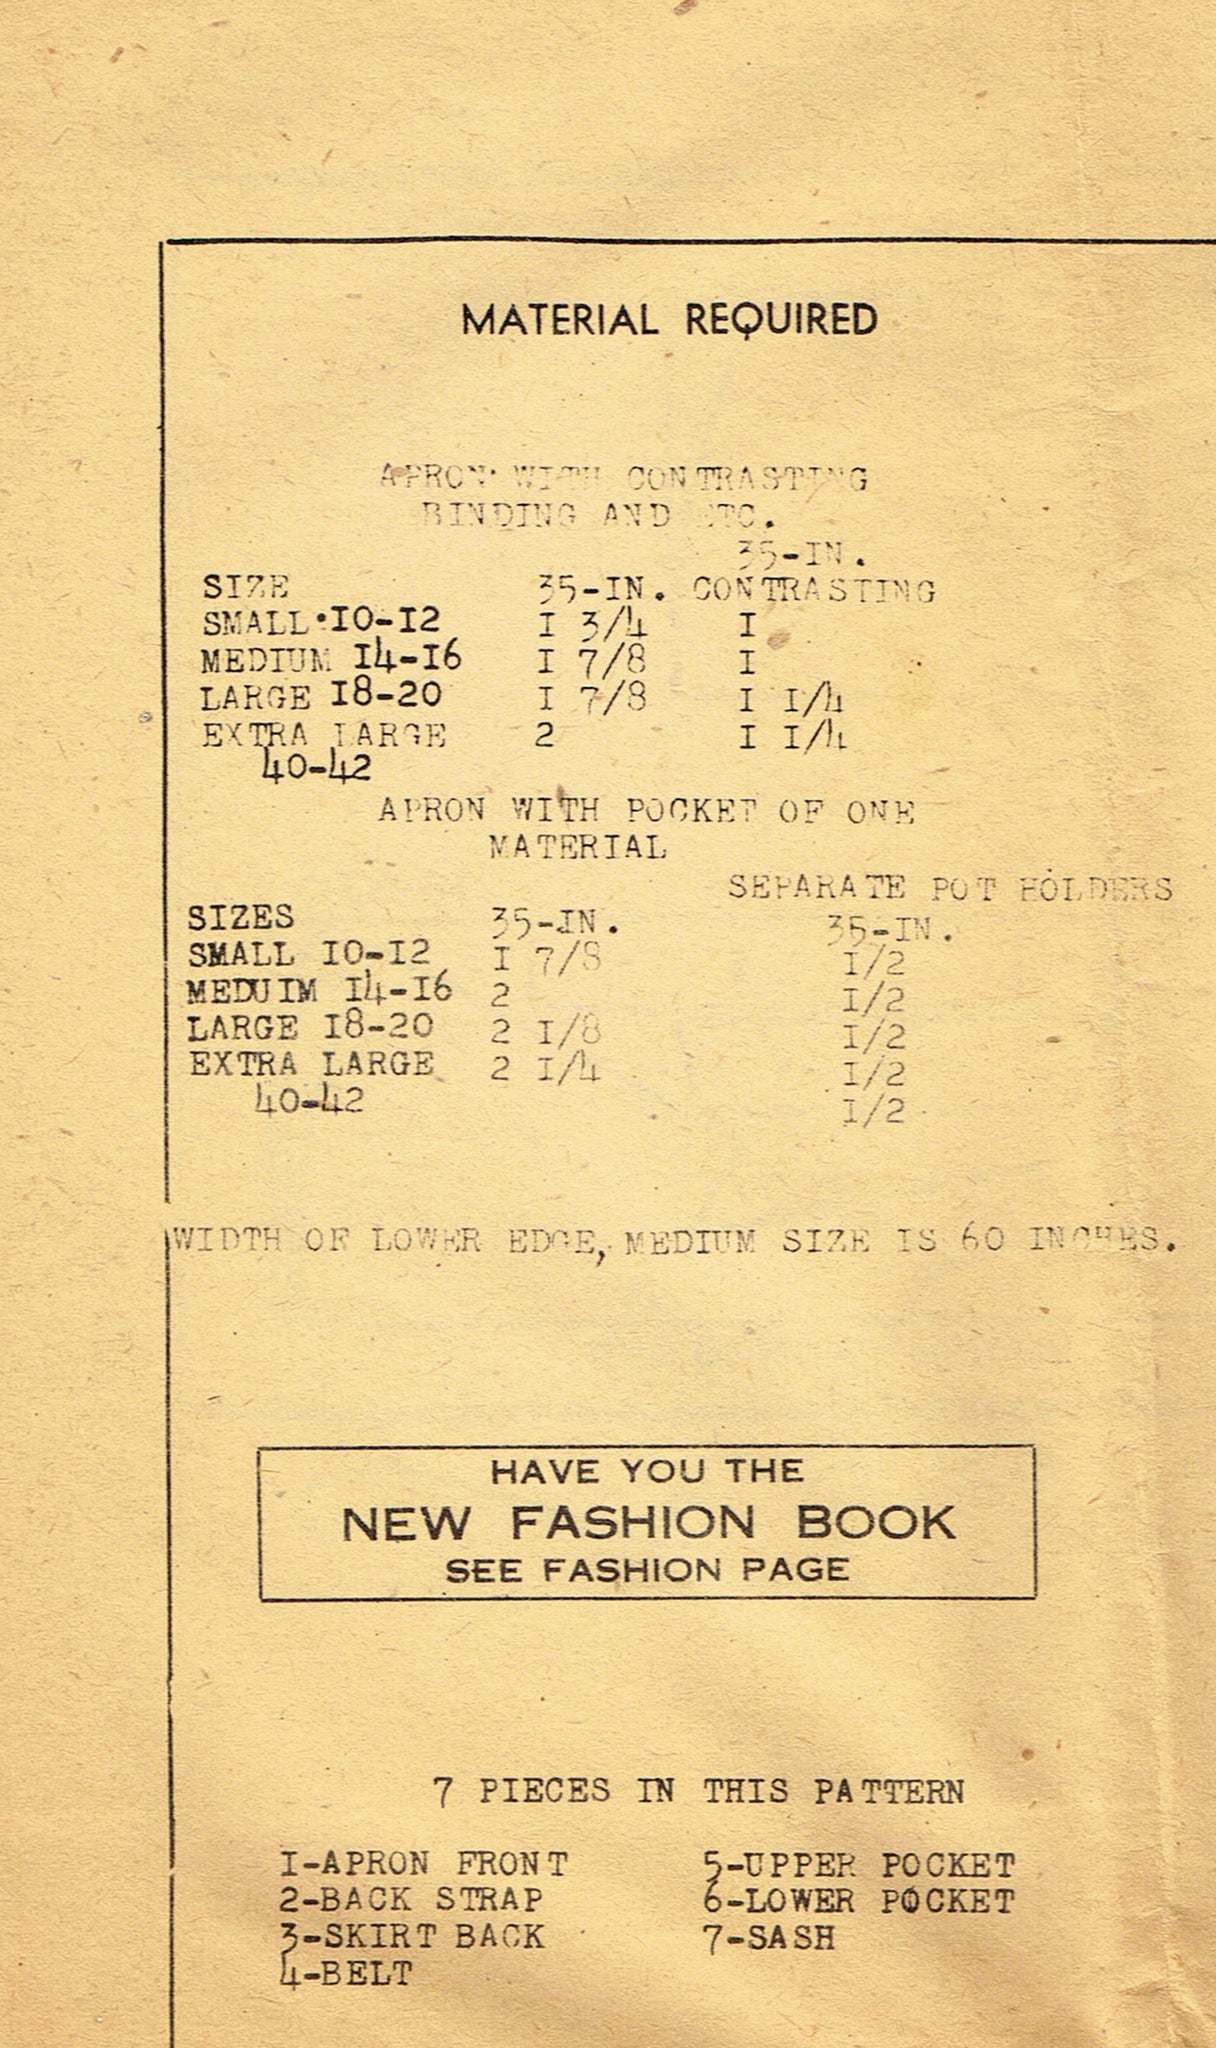 MATERIAL REQUIRED
APRON WITH CONTRASTING
BINDING AND ETC.
35-IN.
SIZE 35-IN. CONTRASTING
SMALL 10-12 1 3/4 1
MEDIUM 14-16 1 7/8 1
LARGE 18-20 1 7/8 1 1/4
EXTRA LARGE 2 1 1/4
40-42
APRON WITH POCKET OF ONE
MATERIAL
SEPARATE POT HOLDERS
SIZES 35-IN. 35-IN.
SMALL 10-12 1 7/8 1/2
MEDUIM 14-16 2 1/2
LARGE 18-20 2 1/8 1/2
EXTRA LARGE 2 1/4 1/2
40-42 1/2
WIDTH OF LOWER EDGE, MEDIUM SIZE IS 60 INCHES.
HAVE YOU THE
NEW FASHION BOOK
SEE FASHION PAGE
7 PIECES IN THIS PATTERN
1-APRON FRONT 5-UPPER POCKET
2-BACK STRAP 6-LOWER POCKET
3-SKIRT BACK 7-SASH
4-BELT